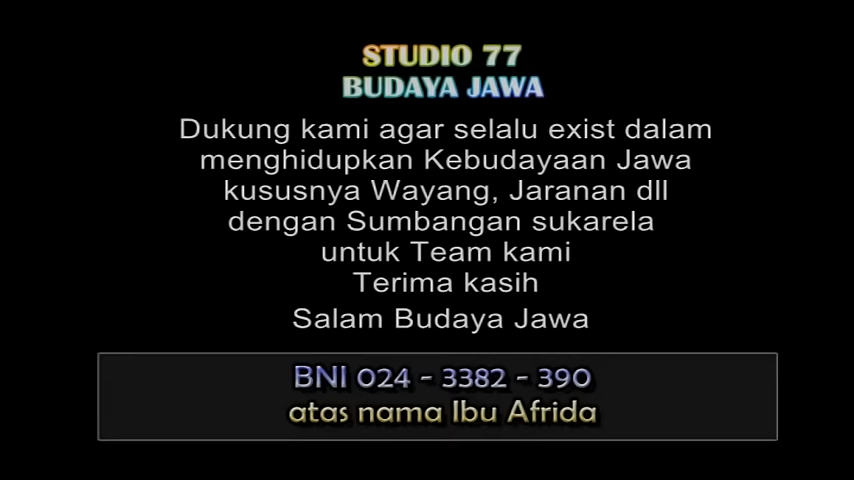 STUDIO 77
BUDAYA JAWA
Dukung kami agar selalu exist dalam
menghidupkan Kebudayaan Jawa
kususnya Wayang, Jaranan dll
dengan Sumbangan sukarela
untuk Team kami
Terima kasih
Salam Budaya Jawa
BNI 024 - 3382 - 390
atas nama Ibu Afrida